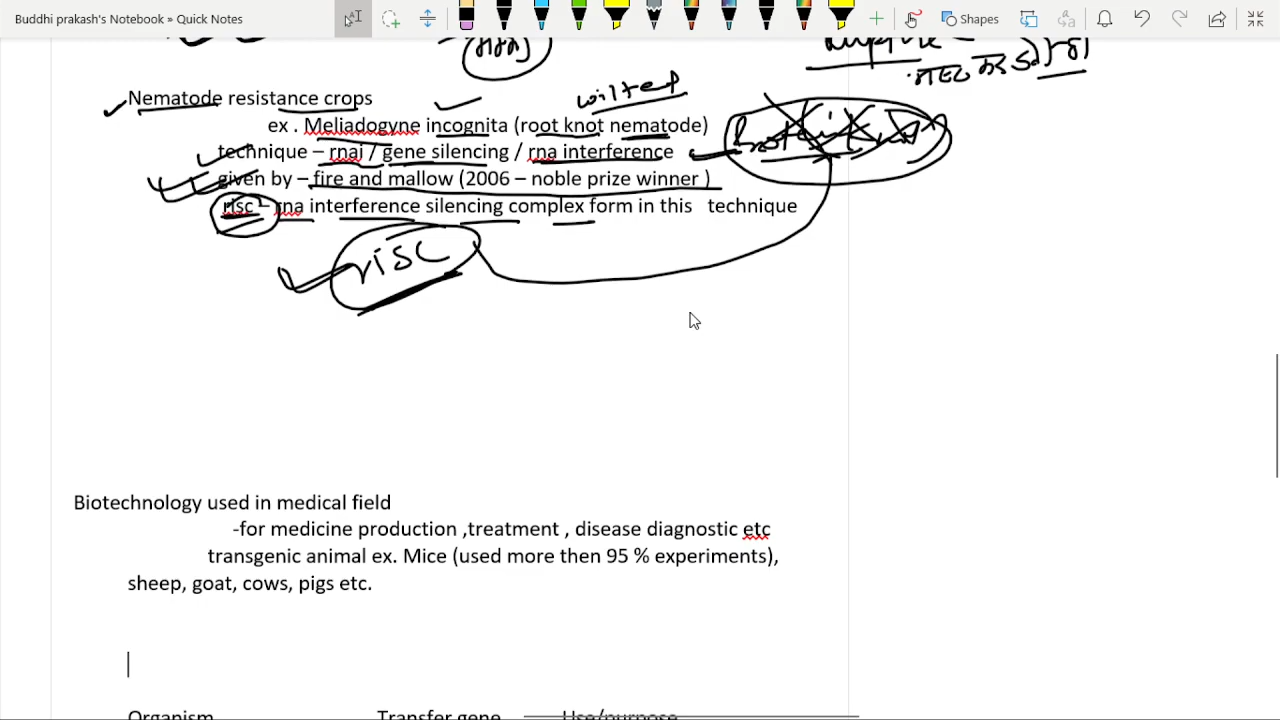 Buddhi prakash's Notebook » Quick Notes
Shapes
Nematode resistance crops
wilted
ex . Meliadogyne incognita (root knot nematode)
technique – rnai / gene silencing / rna interference
given by – fire and mallow (2006 – noble prize winner )
risc – rna interference silencing complex form in this technique
risc
Biotechnology used in medical field
-for medicine production ,treatment , disease diagnostic etc
transgenic animal ex. Mice (used more then 95 % experiments),
sheep, goat, cows, pigs etc.
Organism Transfer gene Use/purpose